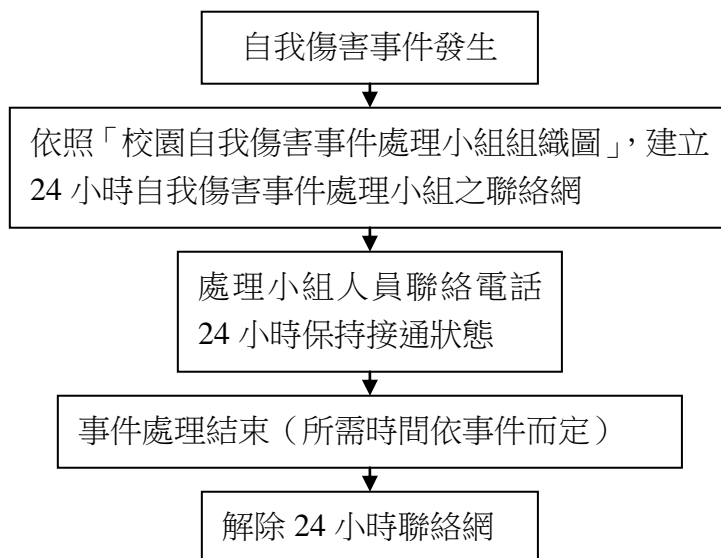 自我傷害事件發生
依照「校園自我傷害事件處理小組組織圖」，建立
24 小時自我傷害事件處理小組之聯絡網
處理小組人員聯絡電話
24 小時保持接通狀態
事件處理結束（所需時間依事件而定）
解除 24 小時聯絡網